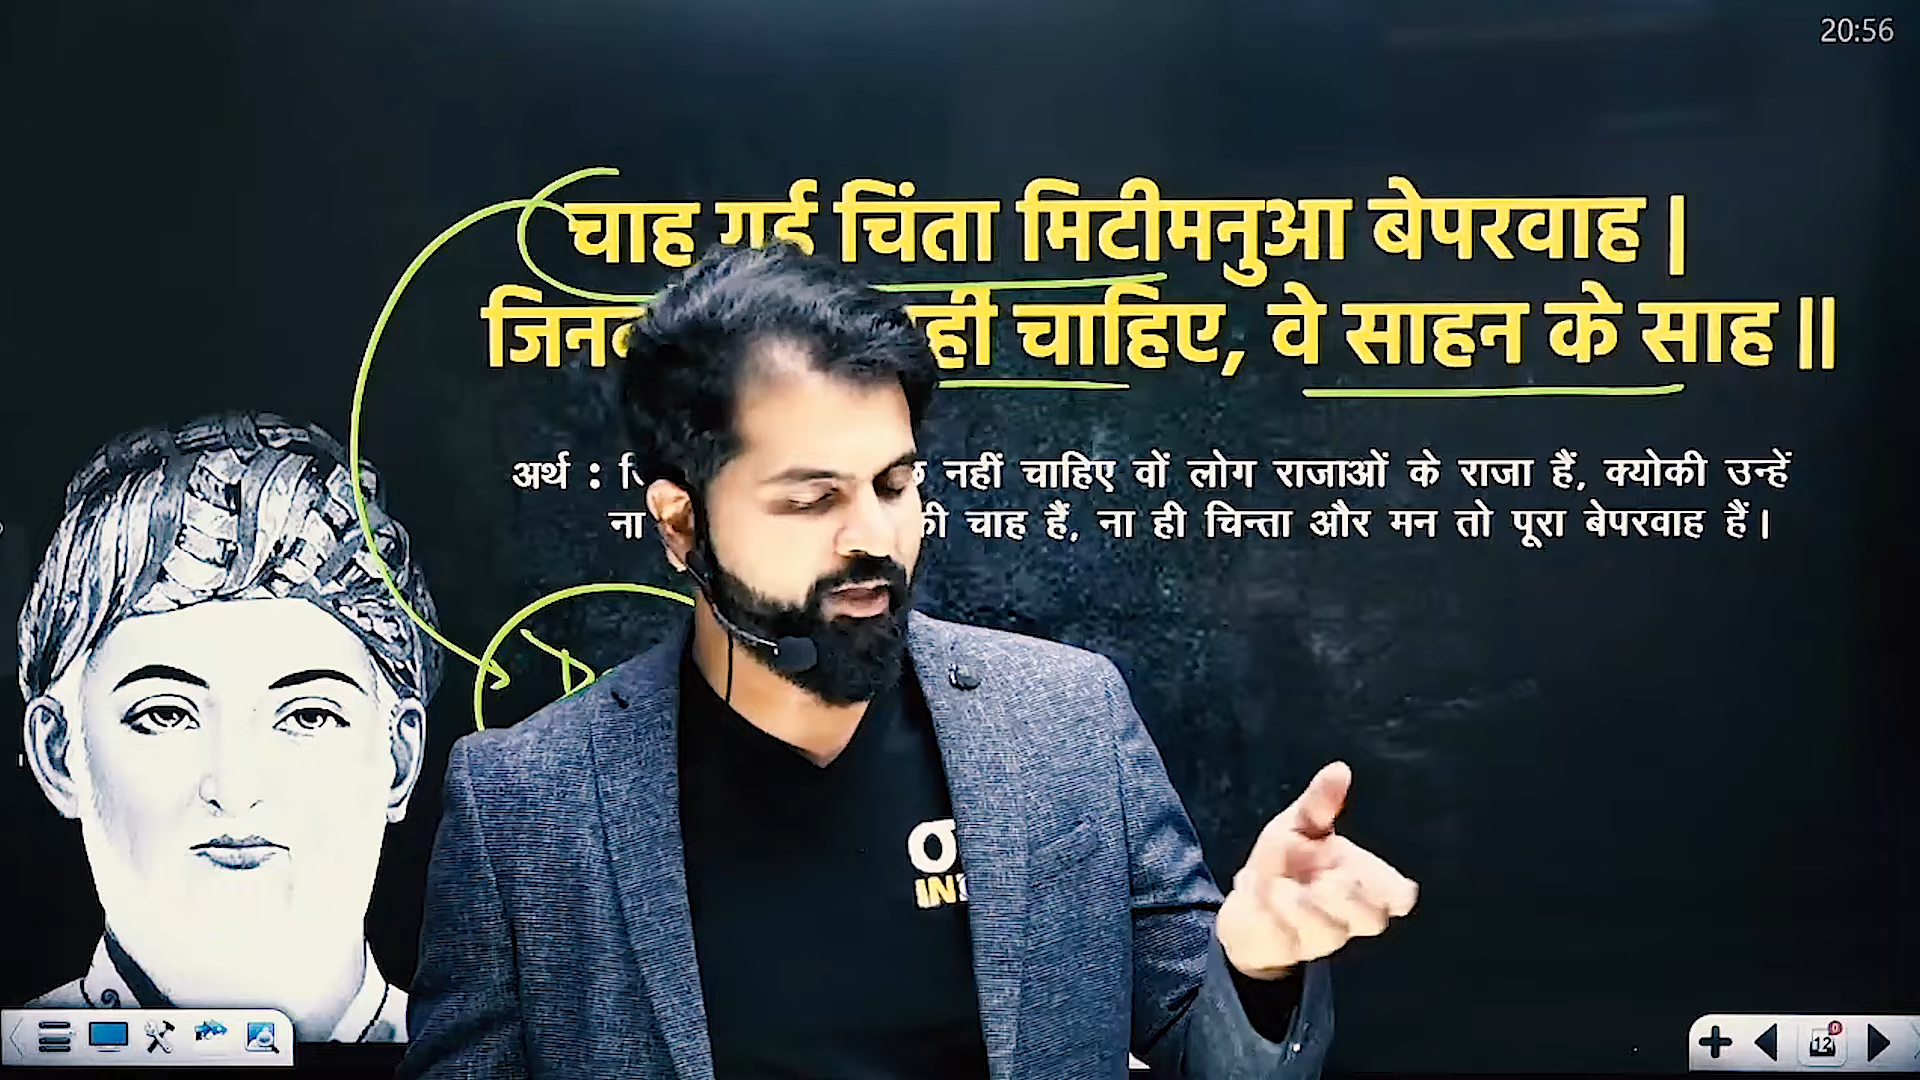 20:56
चाह गई चिंता मिटीमनुआ बेपरवाह |
चाहिए, वे साहन के साह ||
अर्थ : नहीं चाहिए वों लोग राजाओं के राजा हैं, क्योकी उन्हें
ना चाह हैं, ना ही चिन्ता और मन तो पूरा बेपरवाह हैं।
12